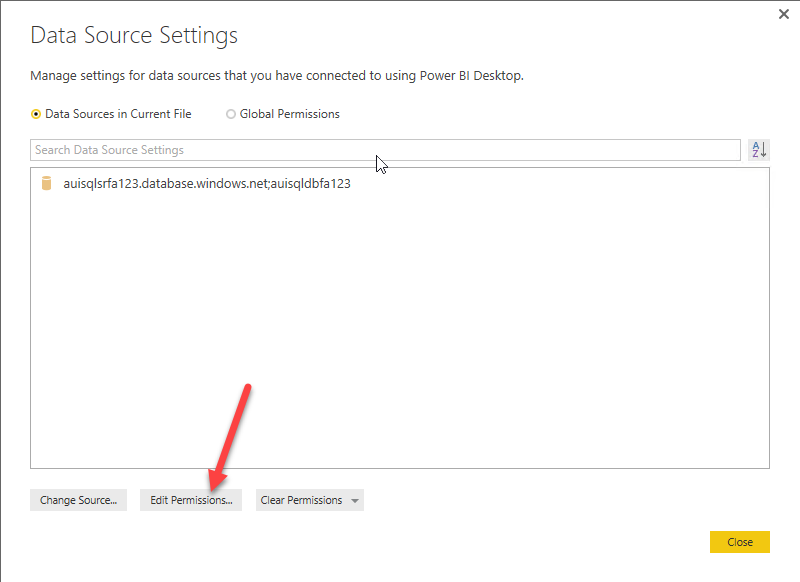 Data Source Settings
Manage settings for data sources that you have connected to using Power BI Desktop.
Data Sources in Current File Global Permissions
Search Data Source Settings
A
Z
auisqlsrfa123.database.windows.net;auisqldbfa123
Change Source... Edit Permissions... Clear Permissions
Close